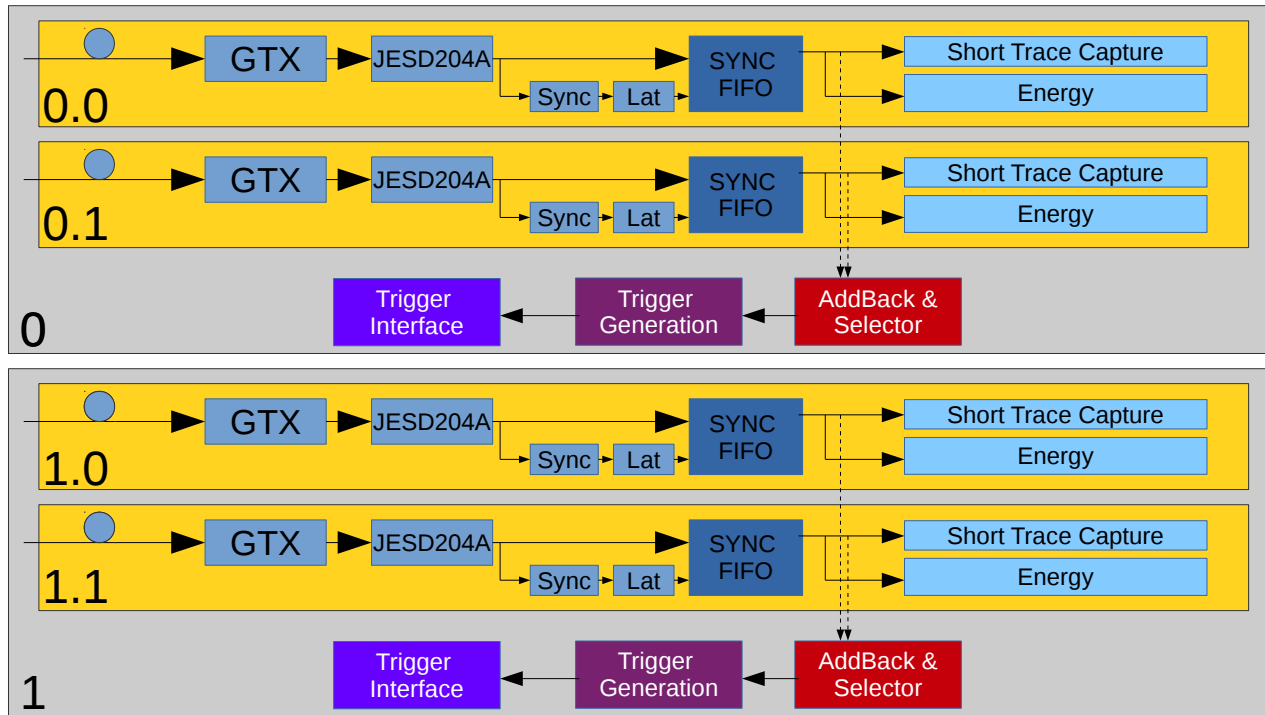 GTX
JESD204A
Sync
Lat
SYNC
FIFO
Short Trace Capture
Energy
0.0
GTX
JESD204A
Sync
Lat
SYNC
FIFO
Short Trace Capture
Energy
0.1
Trigger
Interface
Trigger
Generation
AddBack &
Selector
0
GTX
JESD204A
Sync
Lat
SYNC
FIFO
Short Trace Capture
Energy
1.0
GTX
JESD204A
Sync
Lat
SYNC
FIFO
Short Trace Capture
Energy
1.1
Trigger
Interface
Trigger
Generation
AddBack &
Selector
1